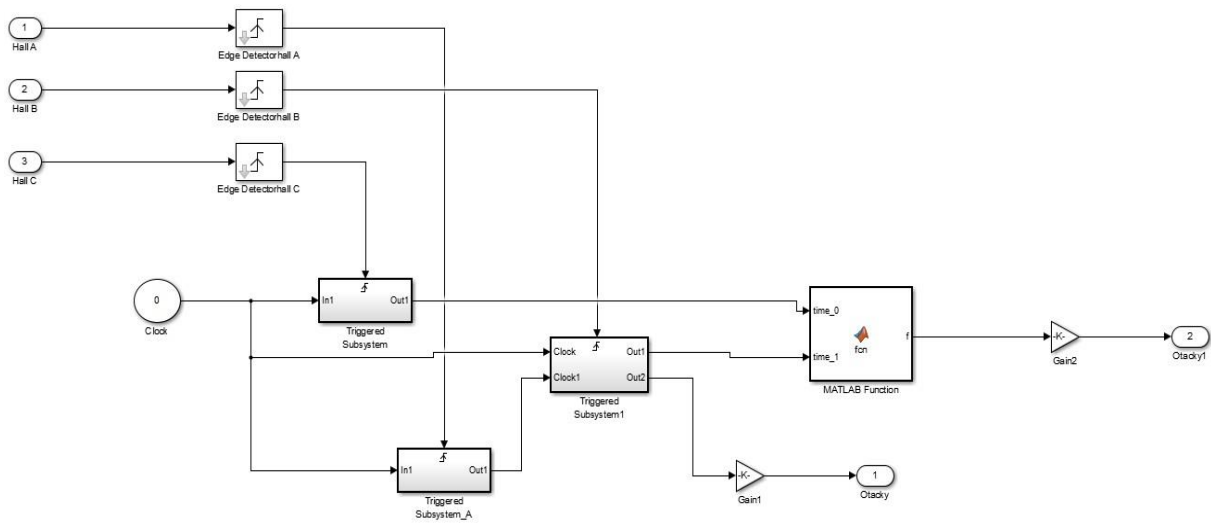 1
Hall A
Edge Detectorhall A
2
Hall B
Edge Detectorhall B
3
Hall C
Edge Detectorhall C
0
Clock
In1
Out1
Triggered
Subsystem
Clock
Clock1
Out1
Out2
Triggered
Subsystem1
In1
Out1
Triggered
Subsystem_A
time_0
time_1
fcn
f
MATLAB Function
-K-
Gain2
2
Otacky1
-K-
Gain1
1
Otacky